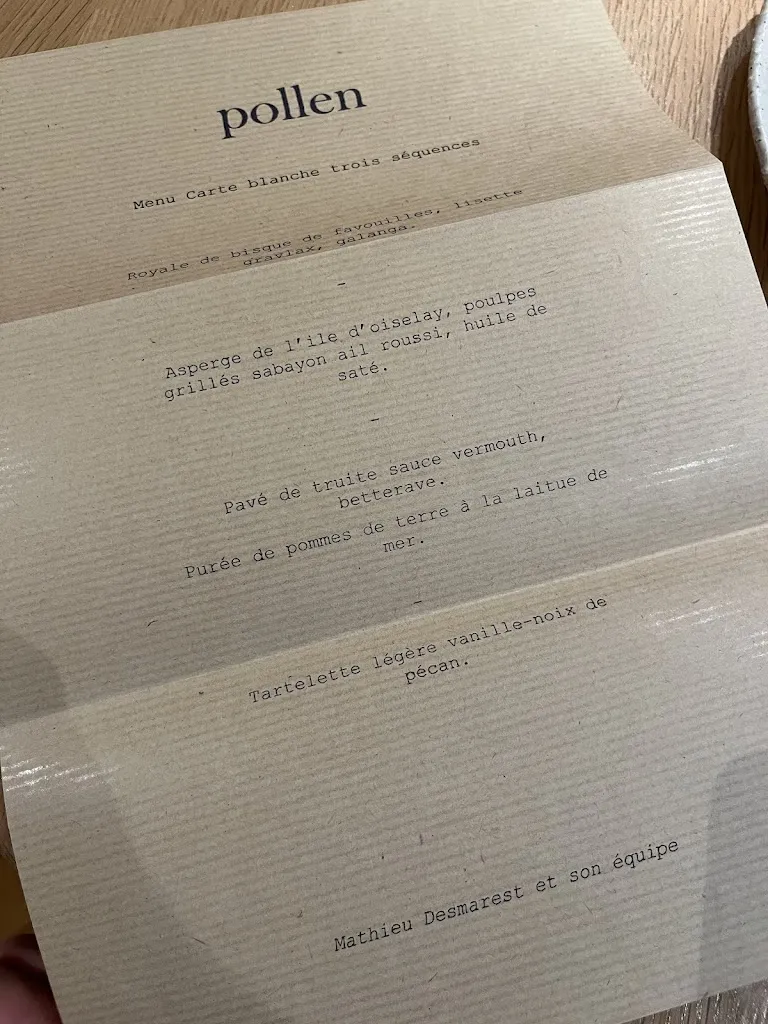 pollen
Menu Carte blanche trois séquences
Royale de bisque de favouilles, lisette
gravlax, galanga.
-
Asperge de l'ile d'oiselay, poulpes
grillés sabayon ail roussi, huile de
saté.
-
Pavé de truite sauce vermouth,
betterave.
Purée de pommes de terre à la laitue de
mer.
-
Tartelette légère vanille-noix de
pécan.
Mathieu Desmarest et son équipe